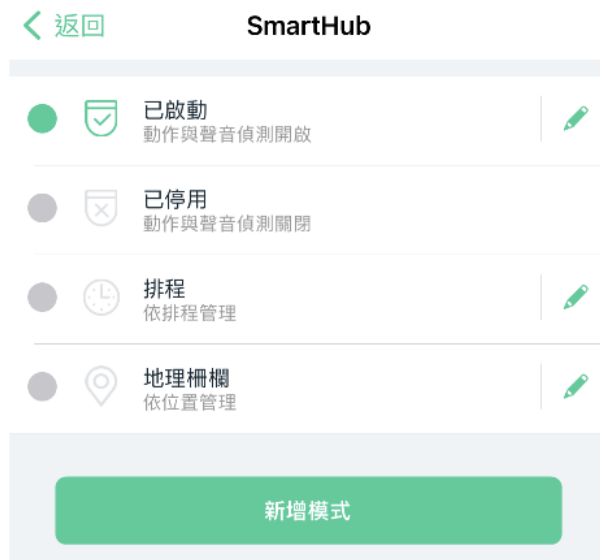 返回
SmartHub
已啟動
動作與聲音偵測開啟
已停用
動作與聲音偵測關閉
排程
依排程管理
地理柵欄
依位置管理
新增模式